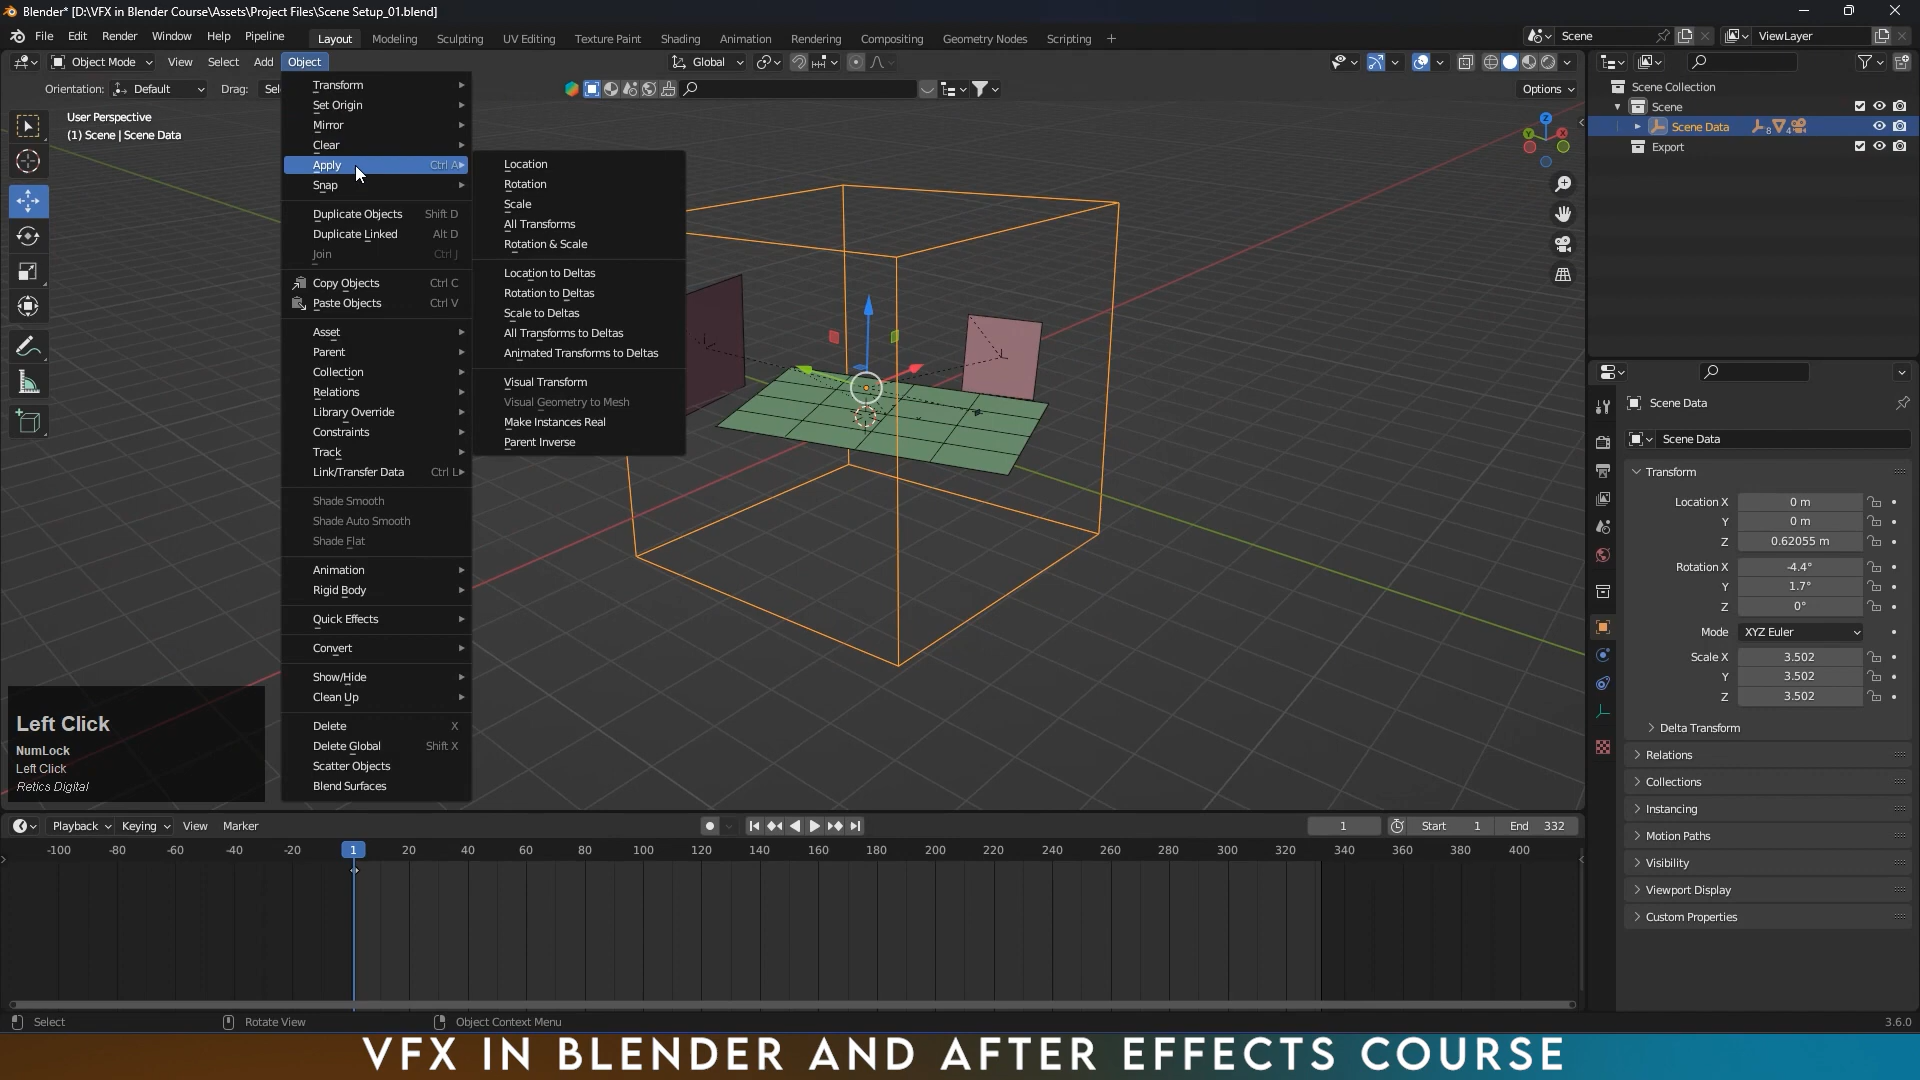 Blender* [D:\VFX in Blender Course\Assets\Project Files\Scene Setup_01.blend]
File Edit Render Window Help Pipeline Layout Modeling Sculpting UV Editing Texture Paint Shading Animation Rendering Compositing Geometry Nodes Scripting + Scene ViewLayer
Object Mode View Select Add Object Global
Orientation: Default Drag: Sel Options
User Perspective
(1) Scene | Scene Data
Transform
Set Origin
Mirror
Clear
Apply Ctrl A
Snap
Duplicate Objects Shift D
Duplicate Linked Alt D
Join Ctrl J
Copy Objects Ctrl C
Paste Objects Ctrl V
Asset
Parent
Collection
Relations
Library Override
Constraints
Track
Link/Transfer Data Ctrl L
Shade Smooth
Shade Auto Smooth
Shade Flat
Animation
Rigid Body
Quick Effects
Convert
Show/Hide
Clean Up
Delete X
Delete Global Shift X
Scatter Objects
Blend Surfaces
Location
Rotation
Scale
All Transforms
Rotation & Scale
Location to Deltas
Rotation to Deltas
Scale to Deltas
All Transforms to Deltas
Animated Transforms to Deltas
Visual Transform
Visual Geometry to Mesh
Make Instances Real
Parent Inverse
Z
Y
X
Scene Collection
Scene
Scene Data 8 4
Export
Scene Data
Scene Data
Transform
Location X 0 m
Y 0 m
Z 0.62055 m
Rotation X -4.4°
Y 1.7°
Z 0°
Mode XYZ Euler
Scale X 3.502
Y 3.502
Z 3.502
Delta Transform
Relations
Collections
Instancing
Motion Paths
Visibility
Viewport Display
Custom Properties
Left Click
NumLock
Left Click
Retics Digital
Playback Keying View Marker 1 Start 1 End 332
-100 -80 -60 -40 -20 1 20 40 60 80 100 120 140 160 180 200 220 240 260 280 300 320 340 360 380 400
Select Rotate View Object Context Menu 3.6.0
VFX IN BLENDER AND AFTER EFFECTS COURSE